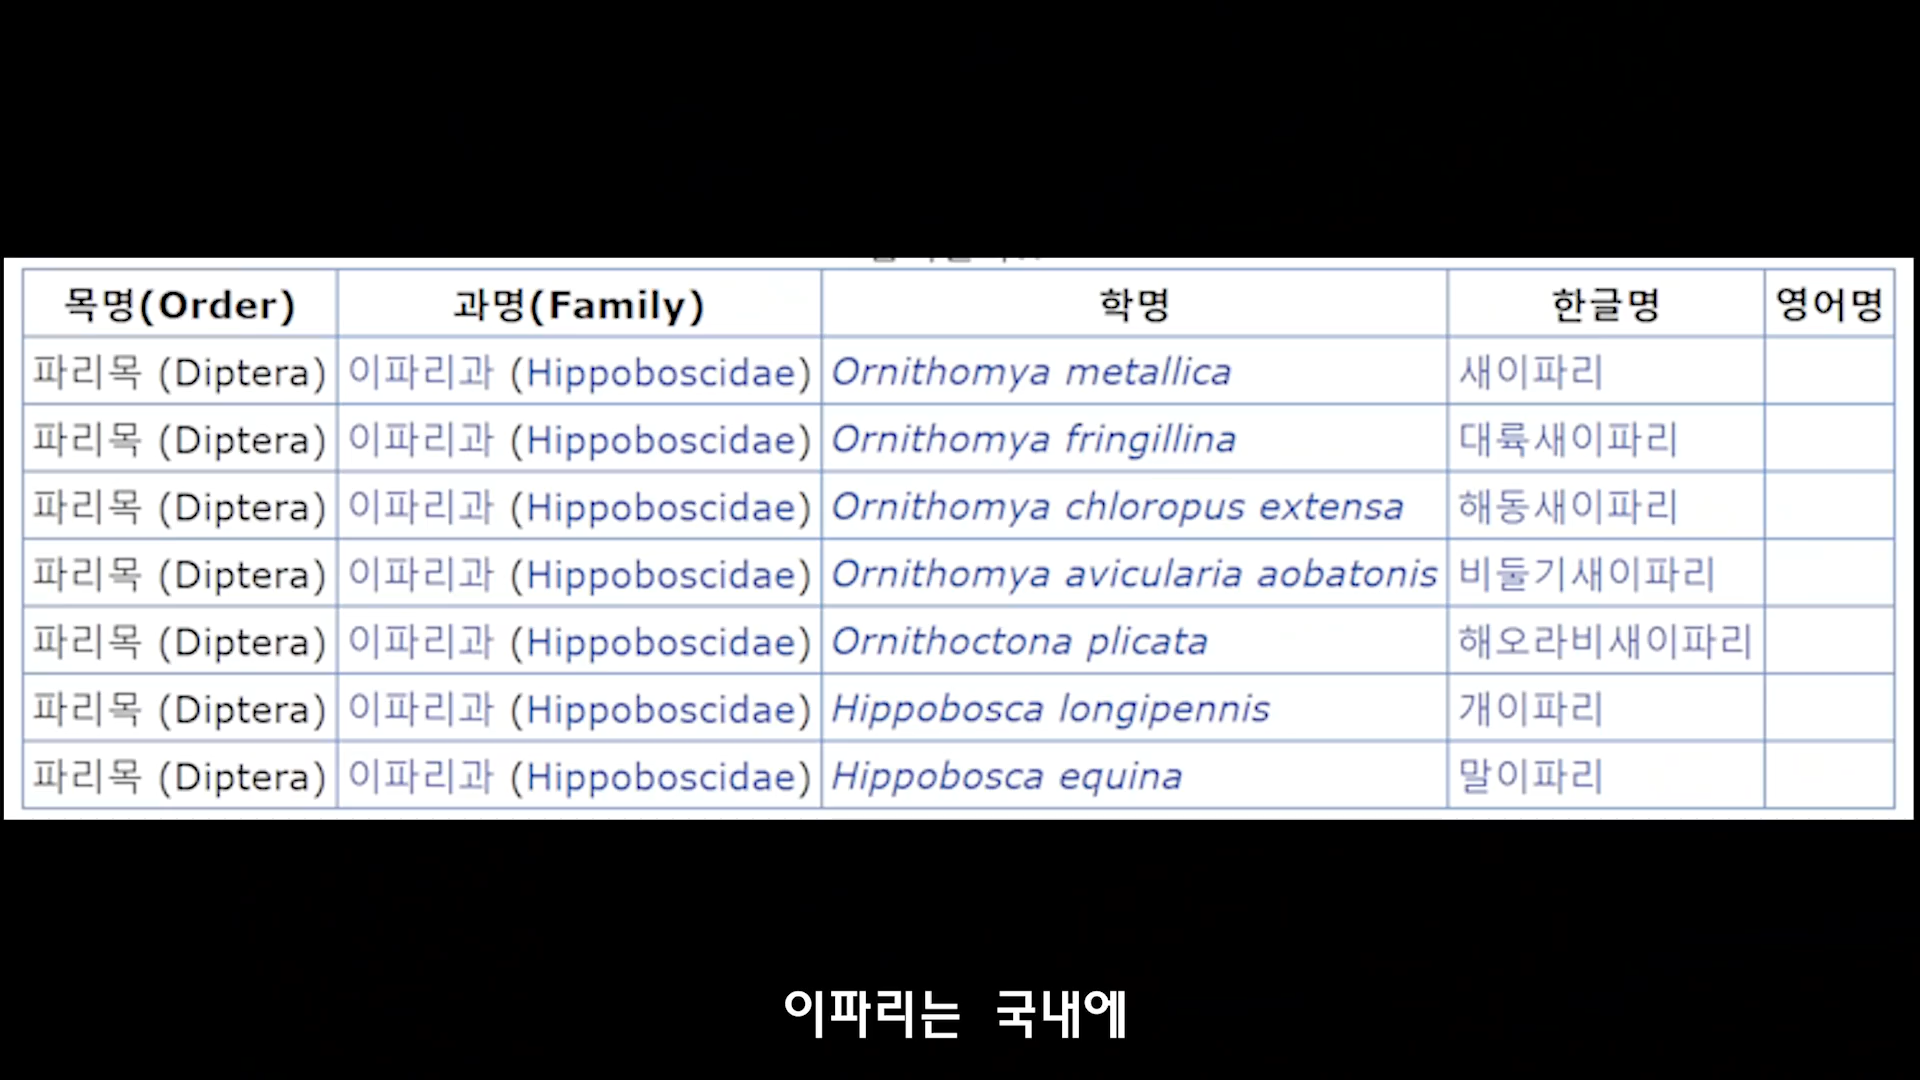 목명(Order) 과명(Family) 학명 한글명 영어명
파리목 (Diptera) 이파리과 (Hippoboscidae) Ornithomya metallica 새이파리
파리목 (Diptera) 이파리과 (Hippoboscidae) Ornithomya fringillina 대륙새이파리
파리목 (Diptera) 이파리과 (Hippoboscidae) Ornithomya chloropus extensa 해동새이파리
파리목 (Diptera) 이파리과 (Hippoboscidae) Ornithomya avicularia aobatonis 비둘기새이파리
파리목 (Diptera) 이파리과 (Hippoboscidae) Ornithoctona plicata 해오라비새이파리
파리목 (Diptera) 이파리과 (Hippoboscidae) Hippobosca longipennis 개이파리
파리목 (Diptera) 이파리과 (Hippoboscidae) Hippobosca equina 말이파리
이파리는 국내에